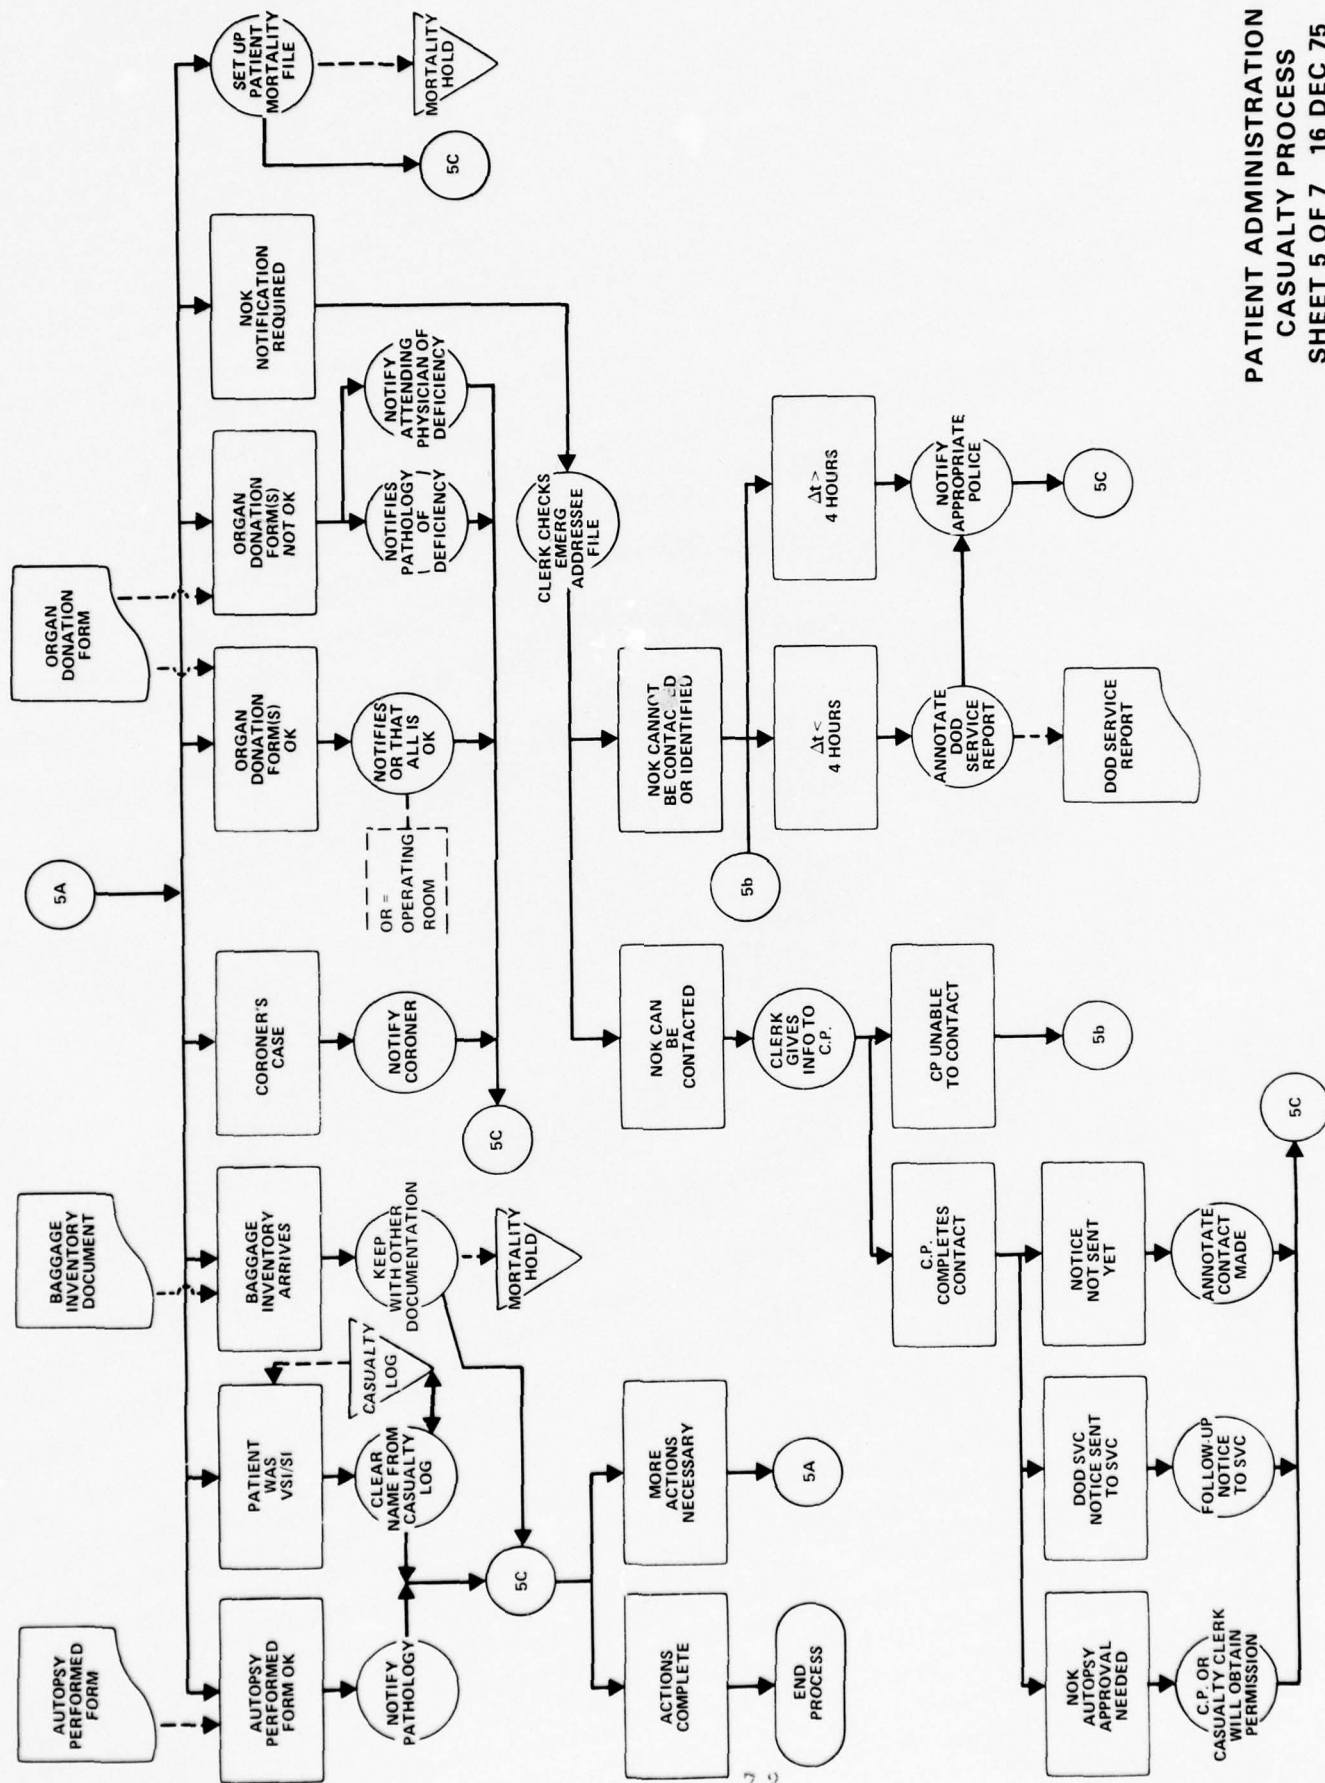 AUTOPSY
PERFORMED
FORM
BAGGAGE
INVENTORY
DOCUMENT
5A
ORGAN
DONATION
FORM
AUTOPSY
PERFORMED
FORM OK
PATIENT
WAS
VSI/SI
BAGGAGE
INVENTORY
ARRIVES
CORONER'S
CASE
ORGAN
DONATION
FORM(S)
OK
ORGAN
DONATION
FORM(S)
NOT OK
NOK
NOTIFICATION
REQUIRED
SET UP
PATIENT
MORTALITY
FILE
NOTIFY
PATHOLOGY
CLEAR
NAME FROM
CASUALTY
LOG
CASUALTY
LOG
KEEP
WITH OTHER
DOCUMENTATION
NOTIFY
CORONER
OR =
OPERATING
ROOM
NOTIFIES
OR THAT
ALL IS
OK
NOTIFIES
PATHOLOGY
OF
DEFICIENCY
NOTIFY
ATTENDING
PHYSICIAN OF
DEFICIENCY
5C
MORTALITY
HOLD
5C
MORTALITY
HOLD
5C
CLERK CHECKS
EMERG
ADDRESSEE
FILE
ACTIONS
COMPLETE
MORE
ACTIONS
NECESSARY
NOK CAN
BE
CONTACTED
NOK CANNOT
BE CONTACTED
OR IDENTIFIED
END
PROCESS
5A
CLERK
GIVES
INFO TO
C.P.
5b
Δt <
4 HOURS
Δt >
4 HOURS
C.P.
COMPLETES
CONTACT
CP UNABLE
TO CONTACT
ANNOTATE
DOD
SERVICE
REPORT
NOTIFY
APPROPRIATE
POLICE
NOK
AUTOPSY
APPROVAL
NEEDED
DOD SVC
NOTICE SENT
TO SVC
NOTICE
NOT SENT
YET
5b
DOD SERVICE
REPORT
5C
C.P. OR
CASUALTY CLERK
WILL OBTAIN
PERMISSION
FOLLOW-UP
NOTICE
TO SVC
ANNOTATE
CONTACT
MADE
5C
PATIENT ADMINISTRATION
CASUALTY PROCESS
SHEET 5 OF 7 16 DEC 75